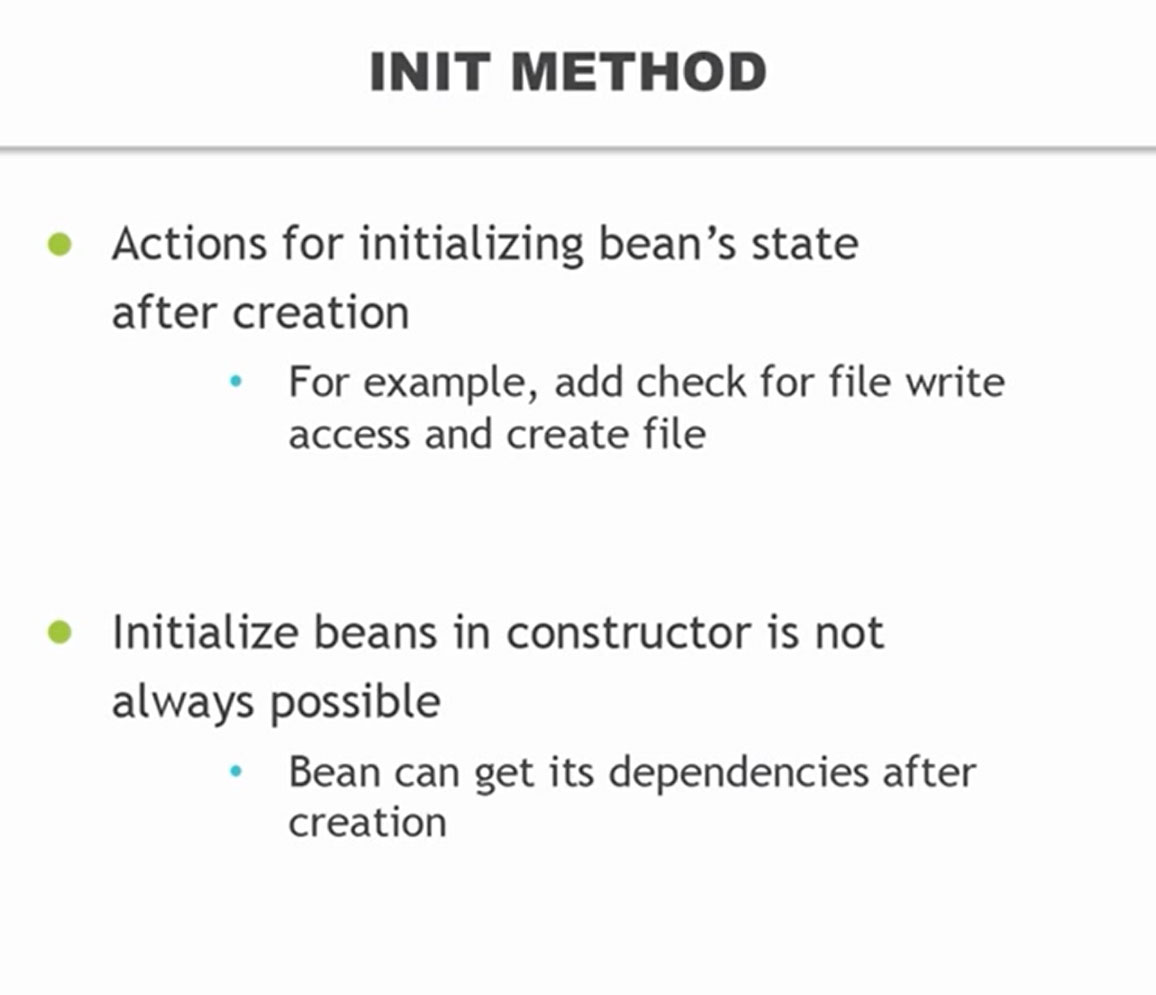 INIT METHOD
Actions for initializing bean’s state
after creation
For example, add check for file write
access and create file
Initialize beans in constructor is not
always possible
Bean can get its dependencies after
creation